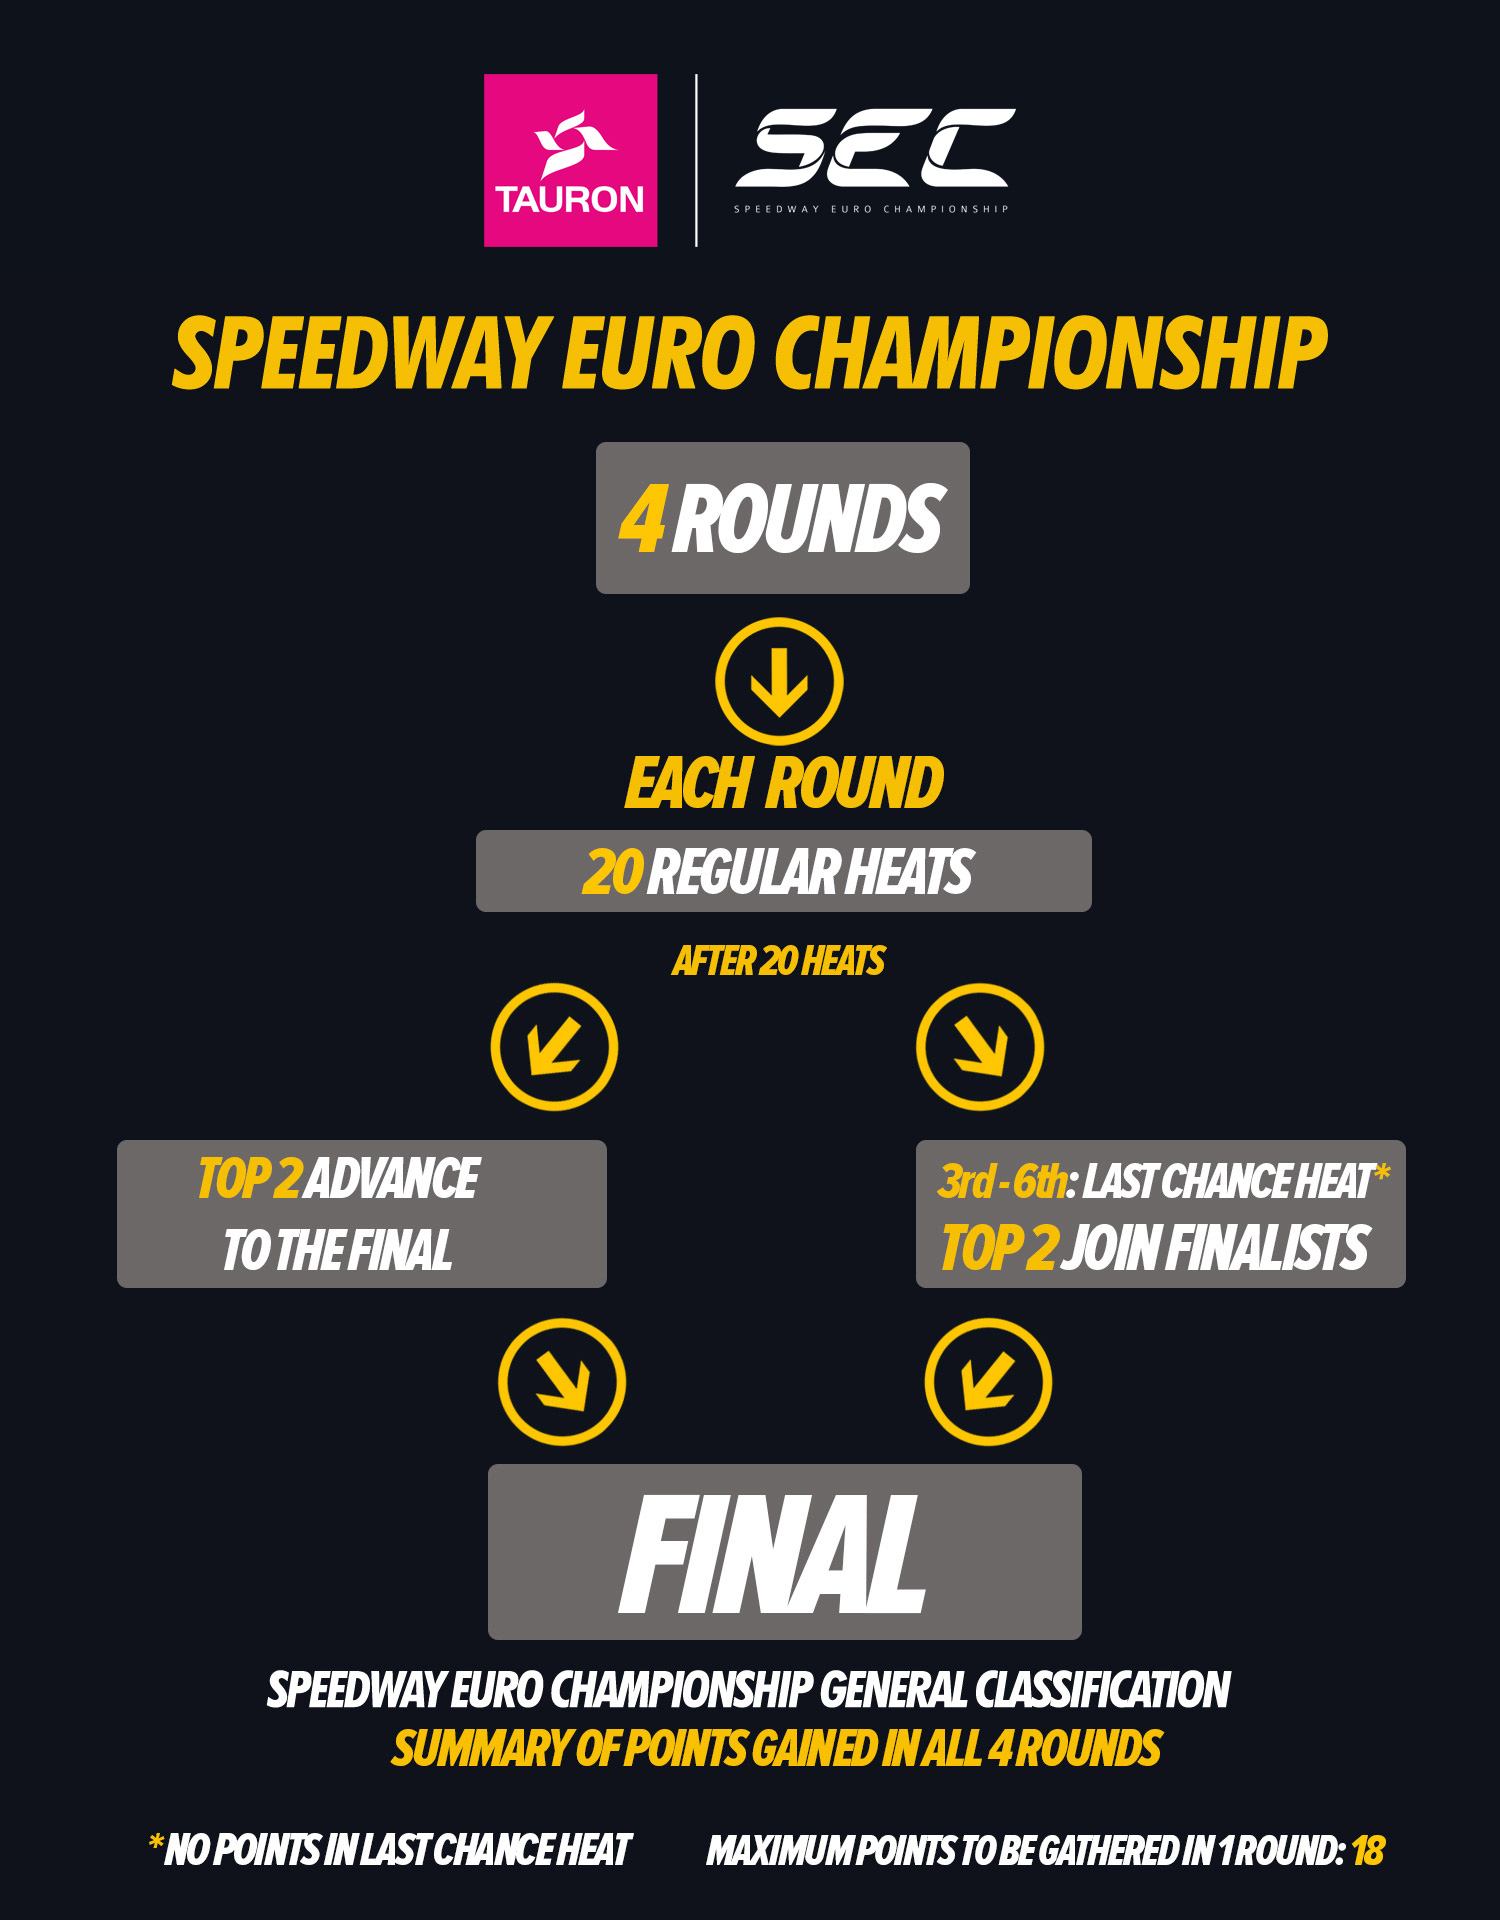 TAURON
SEC
SPEEDWAY EURO CHAMPIONSHIP
SPEEDWAY EURO CHAMPIONSHIP
4 ROUNDS
EACH ROUND
20 REGULAR HEATS
AFTER 20 HEATS
TOP 2 ADVANCE
TO THE FINAL
3rd - 6th: LAST CHANCE HEAT*
TOP 2 JOIN FINALISTS
FINAL
SPEEDWAY EURO CHAMPIONSHIP GENERAL CLASSIFICATION
SUMMARY OF POINTS GAINED IN ALL 4 ROUNDS
*NO POINTS IN LAST CHANCE HEAT
MAXIMUM POINTS TO BE GATHERED IN 1 ROUND: 18